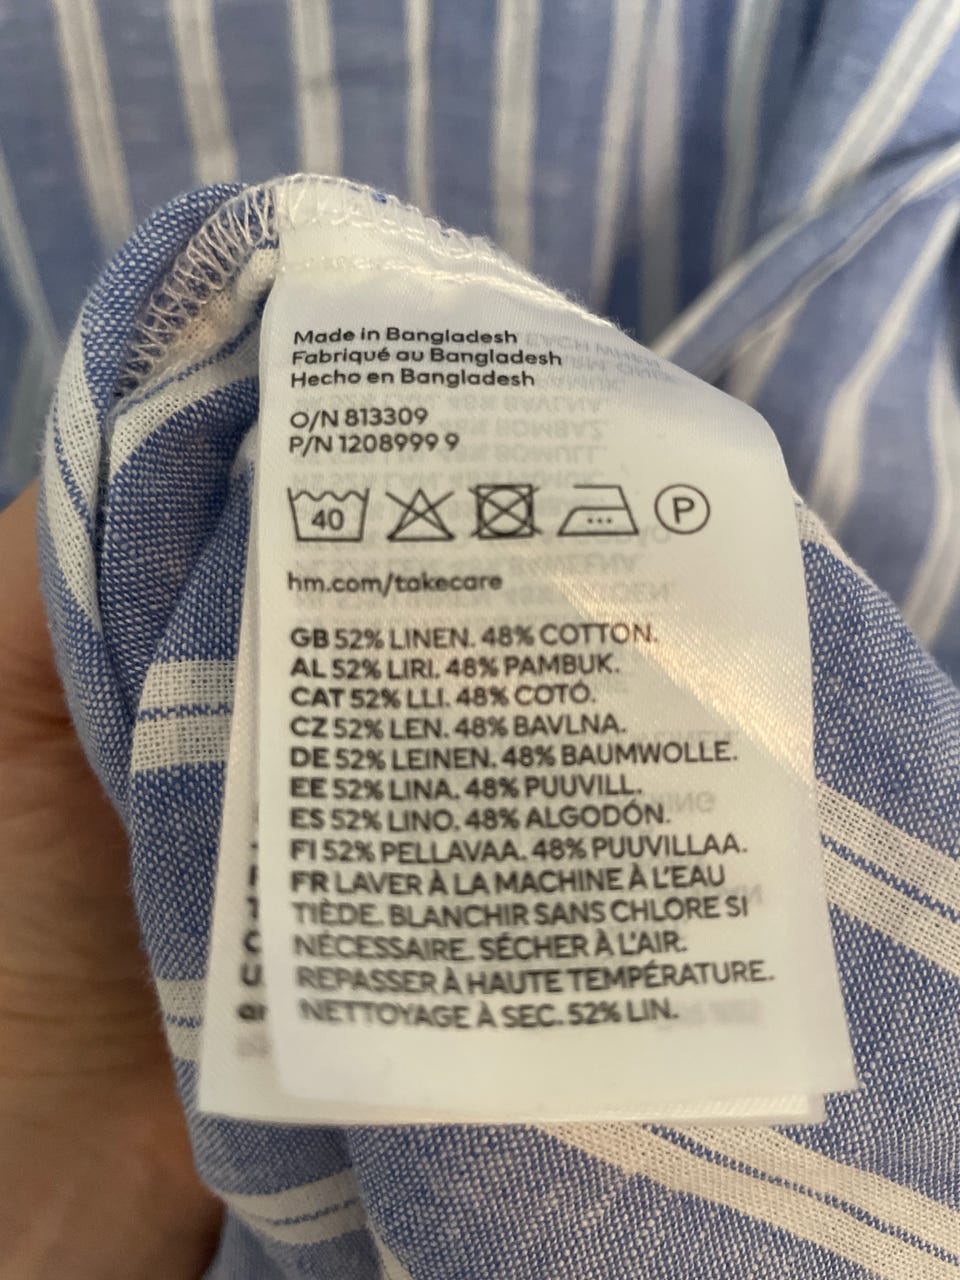 Made in Bangladesh
Fabriqué au Bangladesh
Hecho en Bangladesh
O/N 813309
P/N 1208999 9
40
P
hm.com/takecare
GB 52% LINEN. 48% COTTON.
AL 52% LIRI. 48% PAMBUK.
CAT 52% LLI. 48% COTÓ.
CZ 52% LEN. 48% BAVLNA.
DE 52% LEINEN. 48% BAUMWOLLE.
EE 52% LINA. 48% PUUVILL.
ES 52% LINO. 48% ALGODÓN.
FI 52% PELLAVAA. 48% PUUVILLAA.
FR LAVER À LA MACHINE À L'EAU
TIÈDE. BLANCHIR SANS CHLORE SI
NÉCESSAIRE. SÉCHER À L'AIR.
REPASSER À HAUTE TEMPÉRATURE.
NETTOYAGE À SEC. 52% LIN.